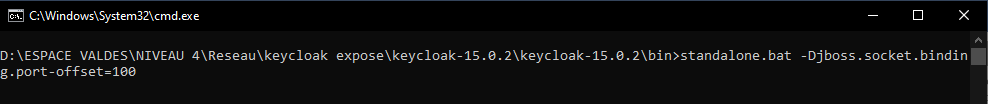 C:\Windows\System32\cmd.exe
D:\ESPACE VALDES\NIVEAU 4\Reseau\keycloak expose\keycloak-15.0.2\keycloak-15.0.2\bin>standalone.bat -Djboss.socket.bindin
g.port-offset=100